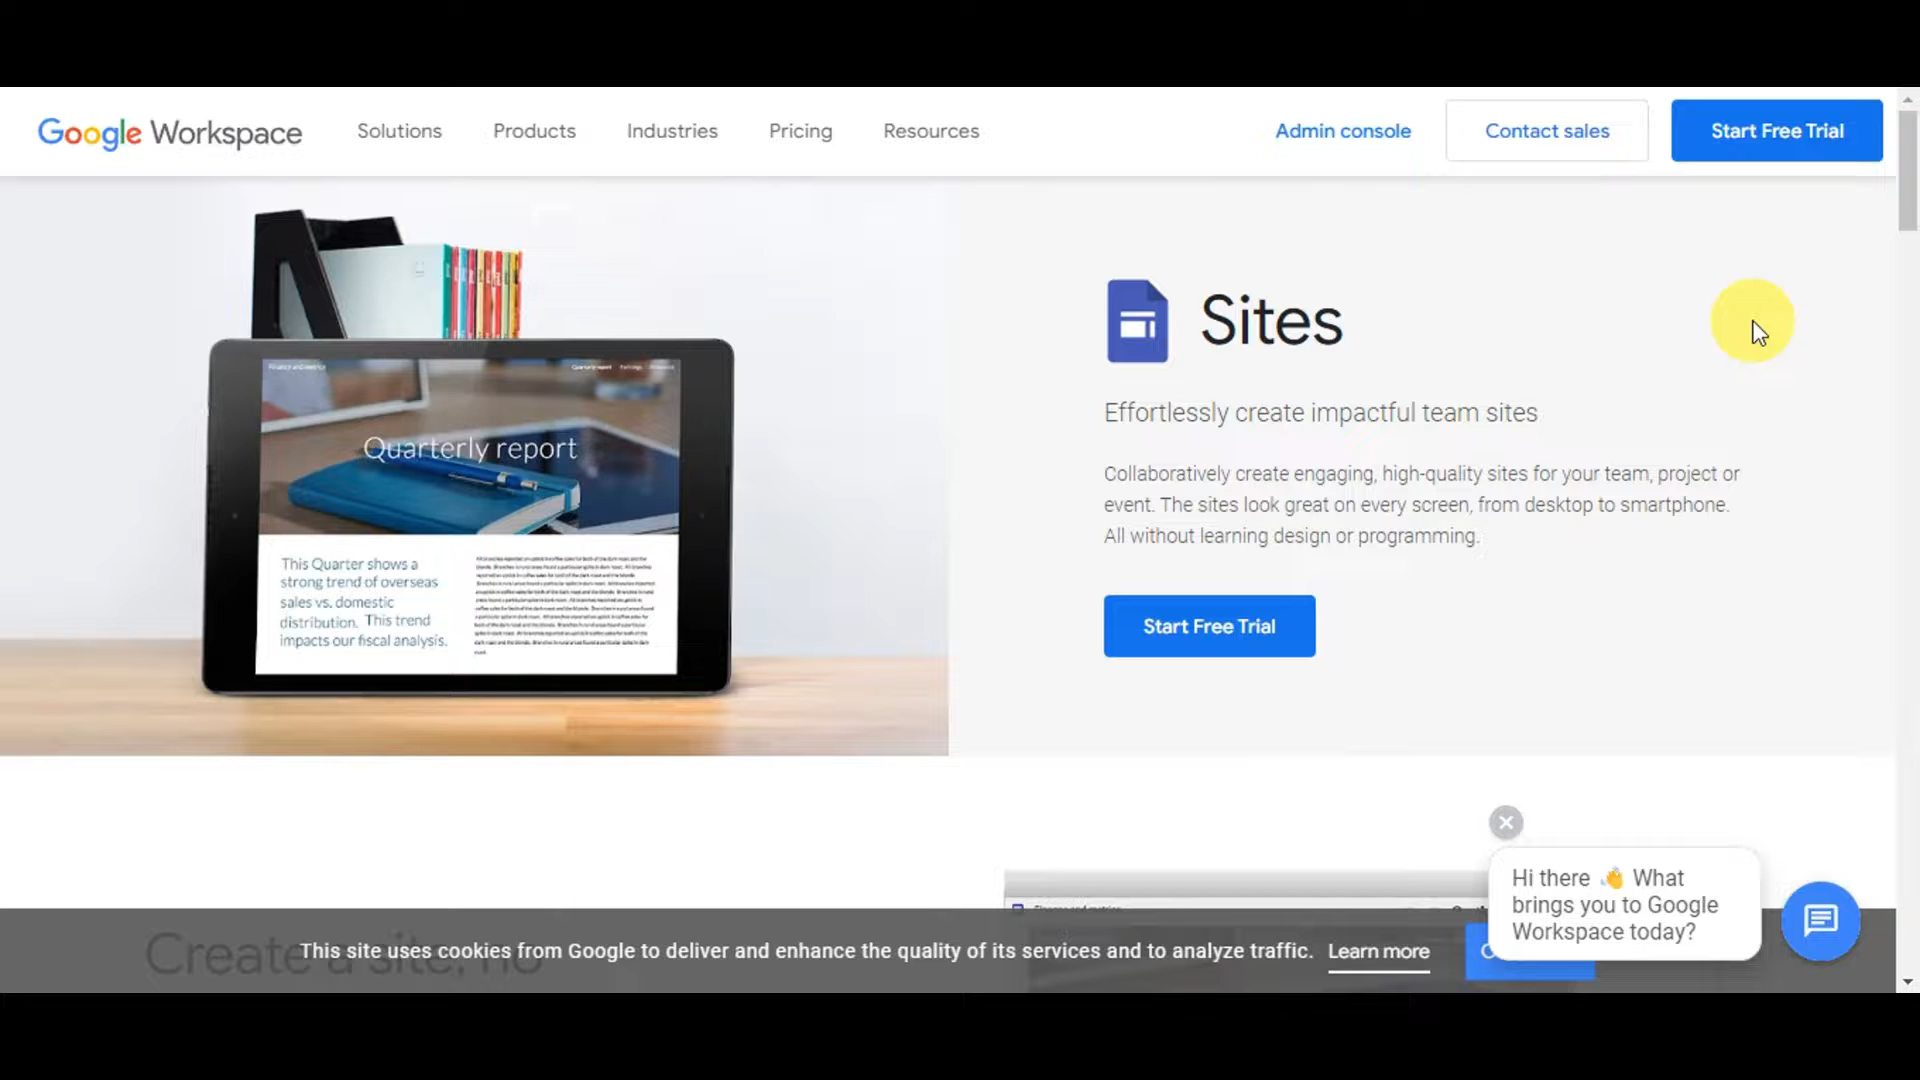 Google Workspace
Solutions
Products
Industries
Pricing
Resources
Admin console
Contact sales
Start Free Trial
Quarterly report
This Quarter shows a
strong trend of overseas
sales vs. domestic
distribution. This trend
impacts our fiscal analysis.
Sites
Effortlessly create impactful team sites
Collaboratively create engaging, high-quality sites for your team, project or
event. The sites look great on every screen, from desktop to smartphone.
All without learning design or programming.
Start Free Trial
Hi there 👋 What
brings you to Google
Workspace today?
Create a site, no
This site uses cookies from Google to deliver and enhance the quality of its services and to analyze traffic. Learn more